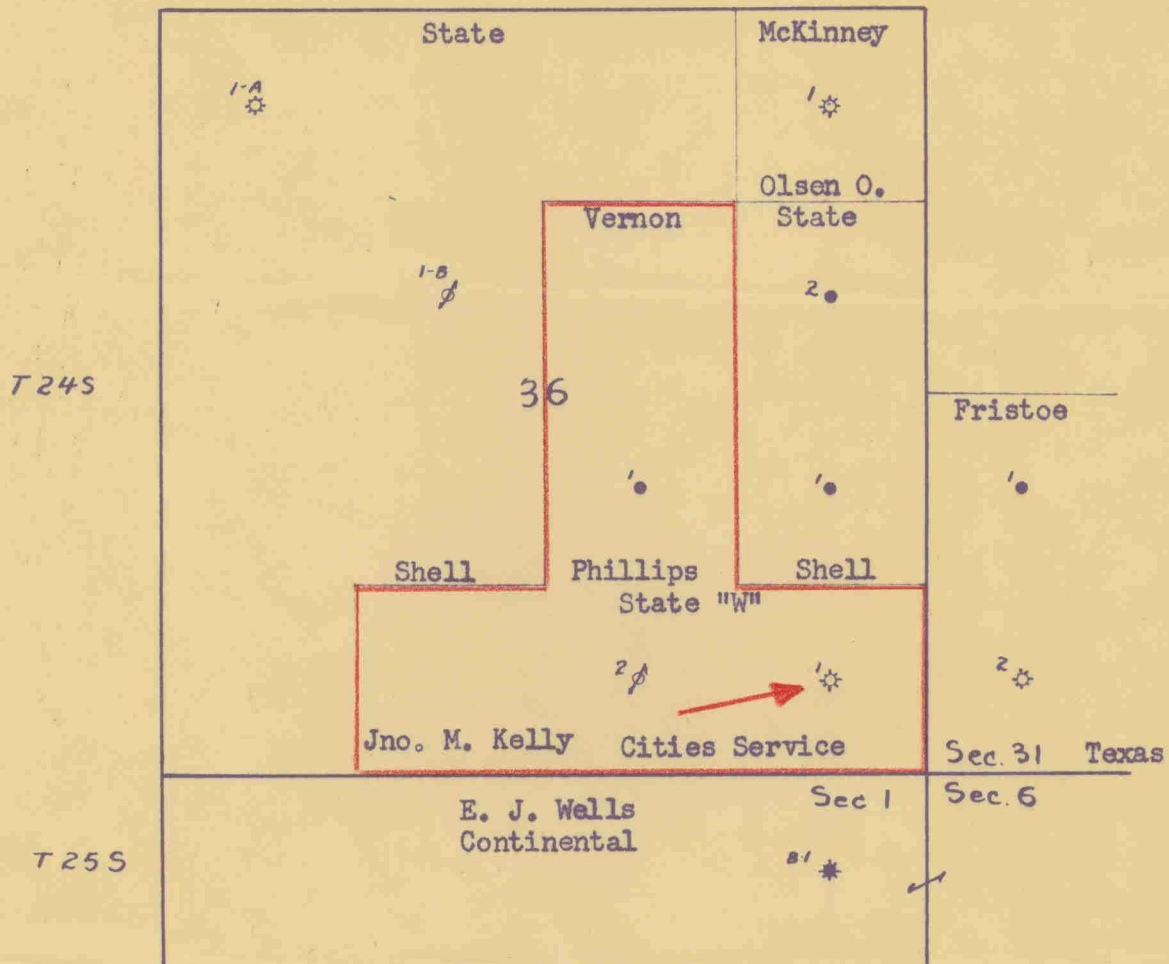 State
McKinney
1-A
1
Olsen O.
Vernon
State
1-B
2
T 24S
36
Fristoe
1
1
1
Shell
Phillips
Shell
State "W"
2
1
2
Jno. M. Kelly
Cities Service
Sec. 31
Texas
E. J. Wells
Sec 1
Sec. 6
Continental
T 25S
B-1